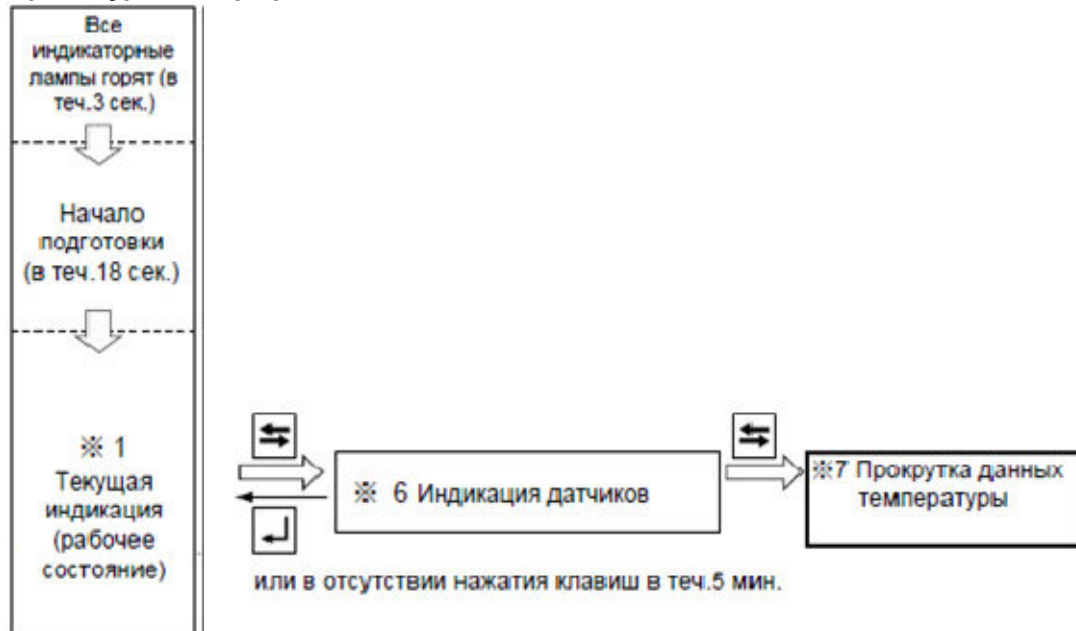 Все
индикаторные
лампы горят (в
теч.3 сек.)
Начало
подготовки
(в теч.18 сек.)
※ 1
Текущая
индикация
(рабочее
состояние)
※ 6 Индикация датчиков
※7 Прокрутка данных
температуры
или в отсутствии нажатия клавиш в теч.5 мин.